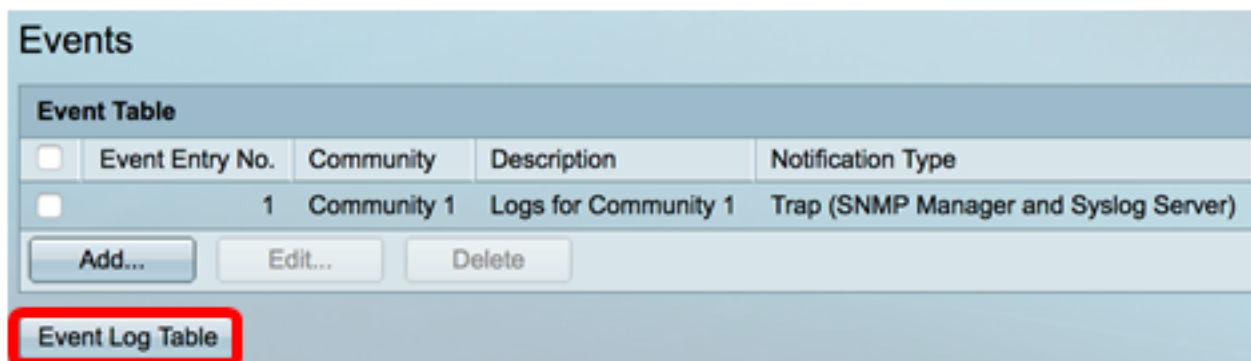 Events
Event Table
Event Entry No. Community Description Notification Type
1 Community 1 Logs for Community 1 Trap (SNMP Manager and Syslog Server)
Add... Edit... Delete
Event Log Table